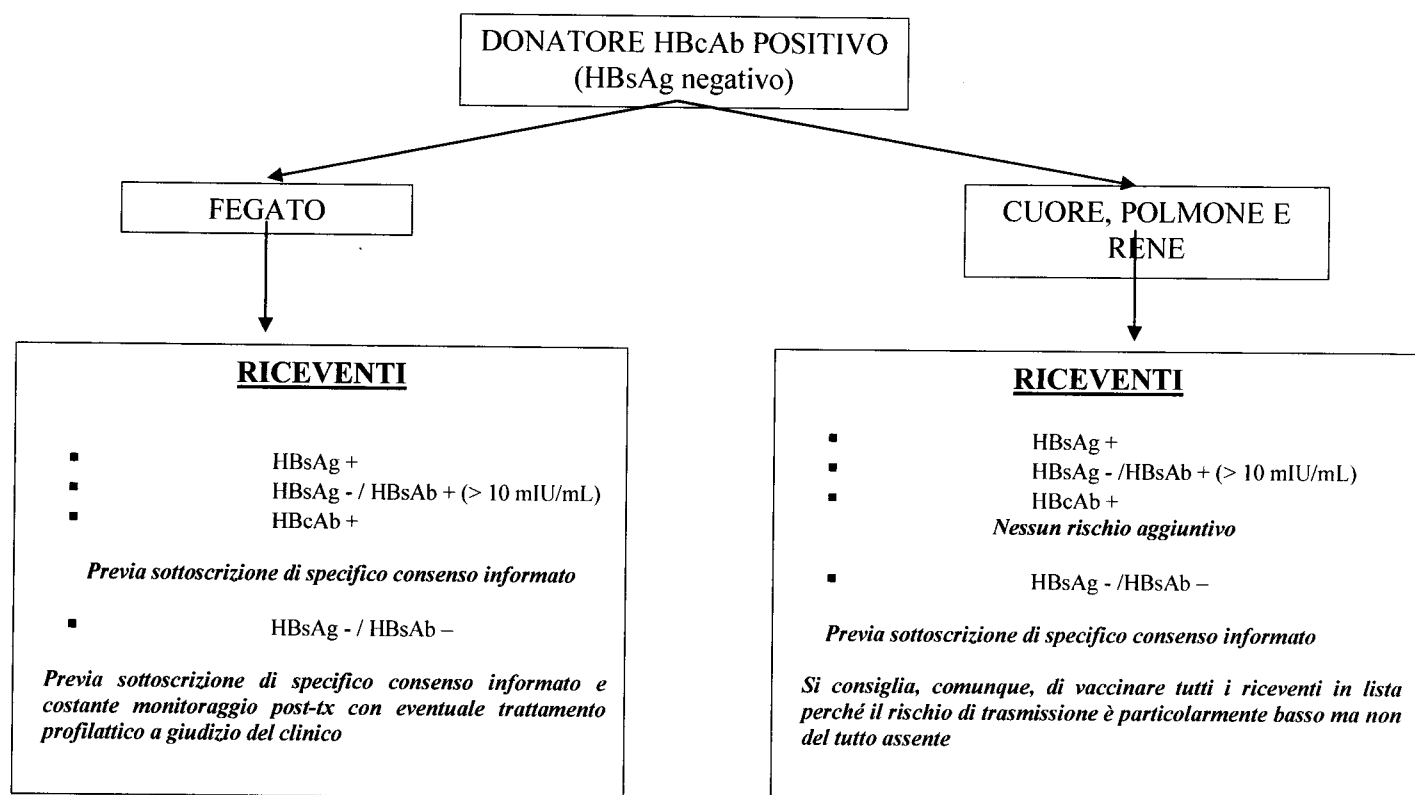 DONATORE HBcAb POSITIVO
(HBsAg negativo)
FEGATO
CUORE, POLMONE E
RENE
RICEVENTI
▪ HBsAg +
▪ HBsAg - / HBsAb + (> 10 mIU/mL)
▪ HBcAb +
Previa sottoscrizione di specifico consenso informato
▪ HBsAg - / HBsAb –
Previa sottoscrizione di specifico consenso informato e
costante monitoraggio post-tx con eventuale trattamento
profilattico a giudizio del clinico
RICEVENTI
▪ HBsAg +
▪ HBsAg - /HBsAb + (> 10 mIU/mL)
▪ HBcAb +
Nessun rischio aggiuntivo
▪ HBsAg - /HBsAb –
Previa sottoscrizione di specifico consenso informato
Si consiglia, comunque, di vaccinare tutti i riceventi in lista
perché il rischio di trasmissione è particolarmente basso ma non
del tutto assente